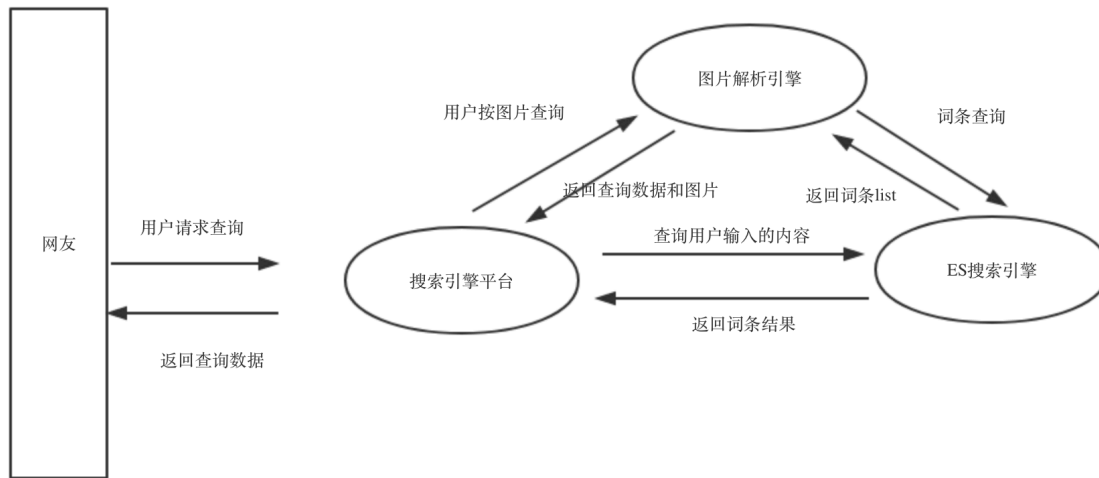 图片解析引擎
用户按图片查询
词条查询
返回查询数据和图片
返回词条list
用户请求查询
查询用户输入的内容
网友
搜索引擎平台
ES搜索引擎
返回词条结果
返回查询数据